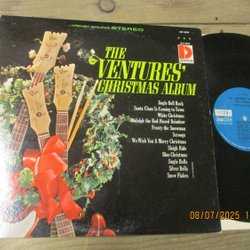 visual sound STEREO
THE
VENTURES'
CHRISTMAS ALBUM
Jingle Bell Rock
Santa Claus Is Coming to Town
White Christmas
Rudolph the Red-Nosed Reindeer
Frosty the Snowman
Scrooge
We Wish You A Merry Christmas
Sleigh Ride
Blue Christmas
Jingle Bells
Silver Bells
Snow Flakes
08/07/2025